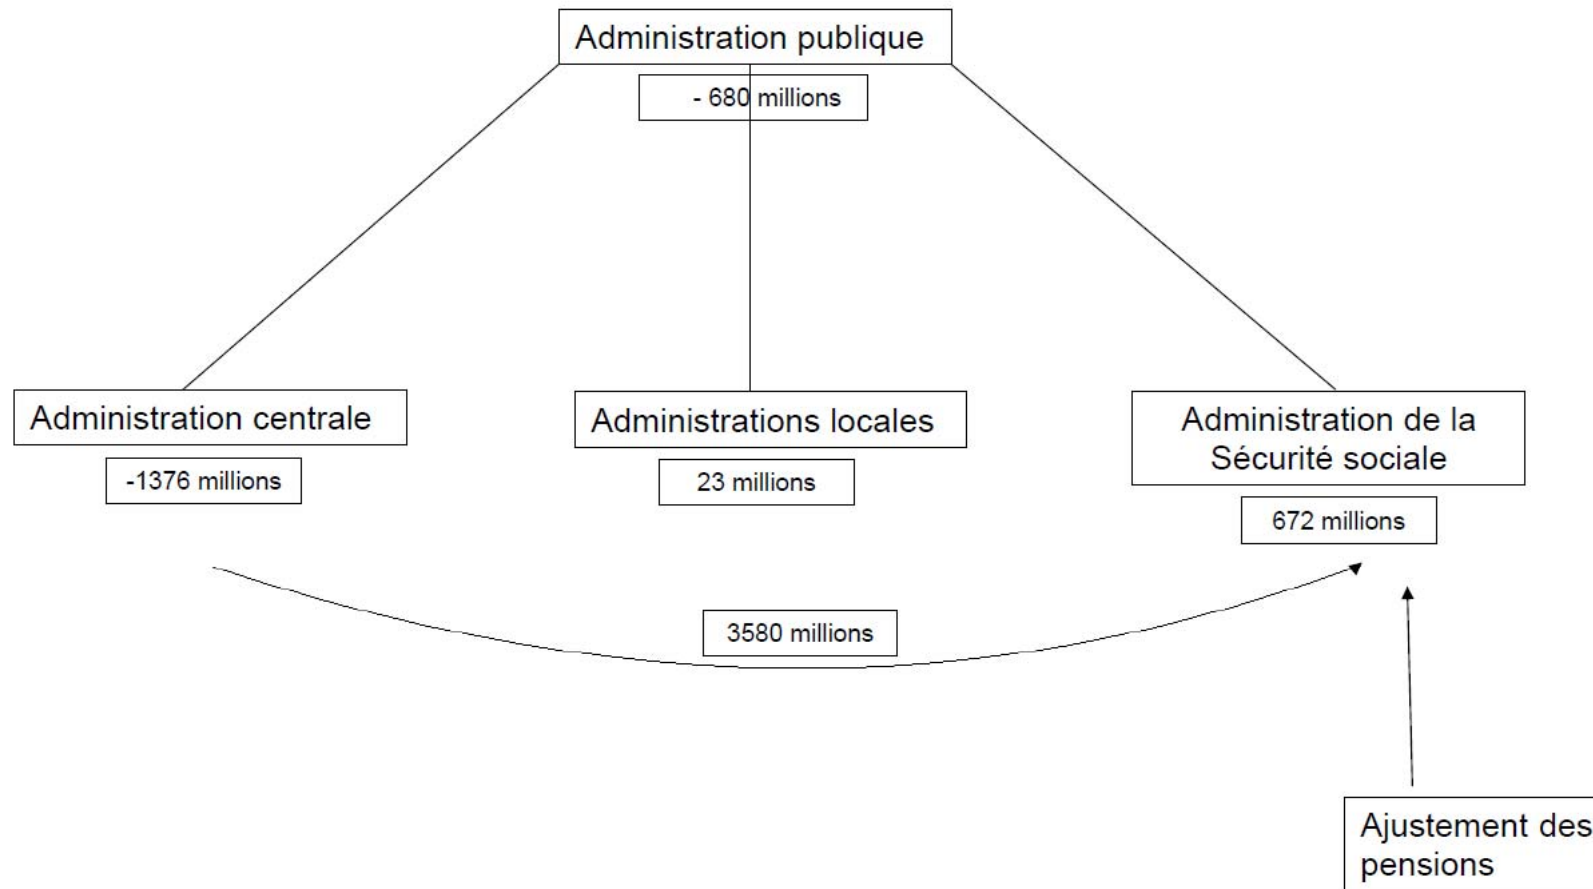 Administration publique
- 680 millions
Administration centrale
-1376 millions
Administrations locales
23 millions
Administration de la
Sécurité sociale
672 millions
3580 millions
Ajustement des
pensions